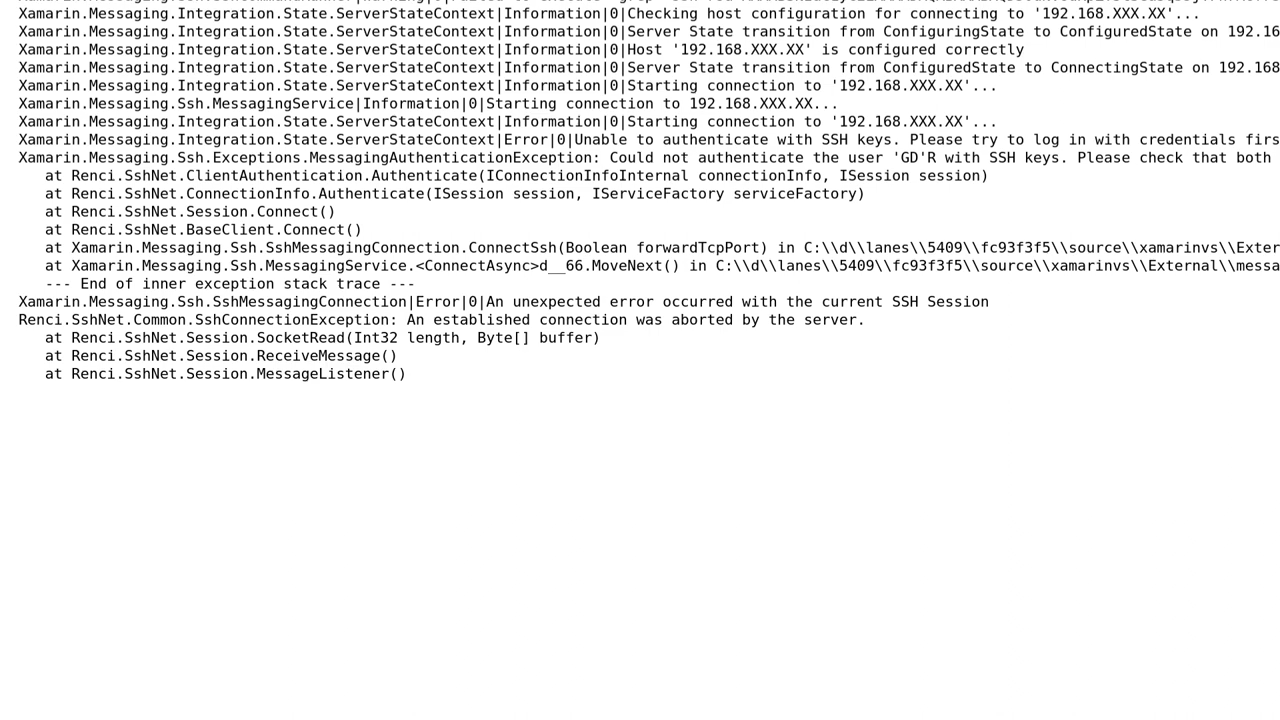 Xamarin.Messaging.Integration.State.ServerStateContext|Information|0|Checking host configuration for connecting to '192.168.XXX.XX'...
Xamarin.Messaging.Integration.State.ServerStateContext|Information|0|Server State transition from ConfiguringState to ConfiguredState on 192.16
Xamarin.Messaging.Integration.State.ServerStateContext|Information|0|Host '192.168.XXX.XX' is configured correctly
Xamarin.Messaging.Integration.State.ServerStateContext|Information|0|Server State transition from ConfiguredState to ConnectingState on 192.168
Xamarin.Messaging.Integration.State.ServerStateContext|Information|0|Starting connection to '192.168.XXX.XX'...
Xamarin.Messaging.Ssh.MessagingService|Information|0|Starting connection to 192.168.XXX.XX...
Xamarin.Messaging.Integration.State.ServerStateContext|Information|0|Starting connection to '192.168.XXX.XX'...
Xamarin.Messaging.Integration.State.ServerStateContext|Error|0|Unable to authenticate with SSH keys. Please try to log in with credentials firs
Xamarin.Messaging.Ssh.Exceptions.MessagingAuthenticationException: Could not authenticate the user 'GD'R with SSH keys. Please check that both
at Renci.SshNet.ClientAuthentication.Authenticate(IConnectionInfoInternal connectionInfo, ISession session)
at Renci.SshNet.ConnectionInfo.Authenticate(ISession session, IServiceFactory serviceFactory)
at Renci.SshNet.Session.Connect()
at Renci.SshNet.BaseClient.Connect()
at Xamarin.Messaging.Ssh.SshMessagingConnection.ConnectSsh(Boolean forwardTcpPort) in C:\\d\\lanes\\5409\\fc93f3f5\\source\\xamarinvs\\Exter
at Xamarin.Messaging.Ssh.MessagingService.<ConnectAsync>d__66.MoveNext() in C:\\d\\lanes\\5409\\fc93f3f5\\source\\xamarinvs\\External\\messa
--- End of inner exception stack trace ---
Xamarin.Messaging.Ssh.SshMessagingConnection|Error|0|An unexpected error occurred with the current SSH Session
Renci.SshNet.Common.SshConnectionException: An established connection was aborted by the server.
at Renci.SshNet.Session.SocketRead(Int32 length, Byte[] buffer)
at Renci.SshNet.Session.ReceiveMessage()
at Renci.SshNet.Session.MessageListener()